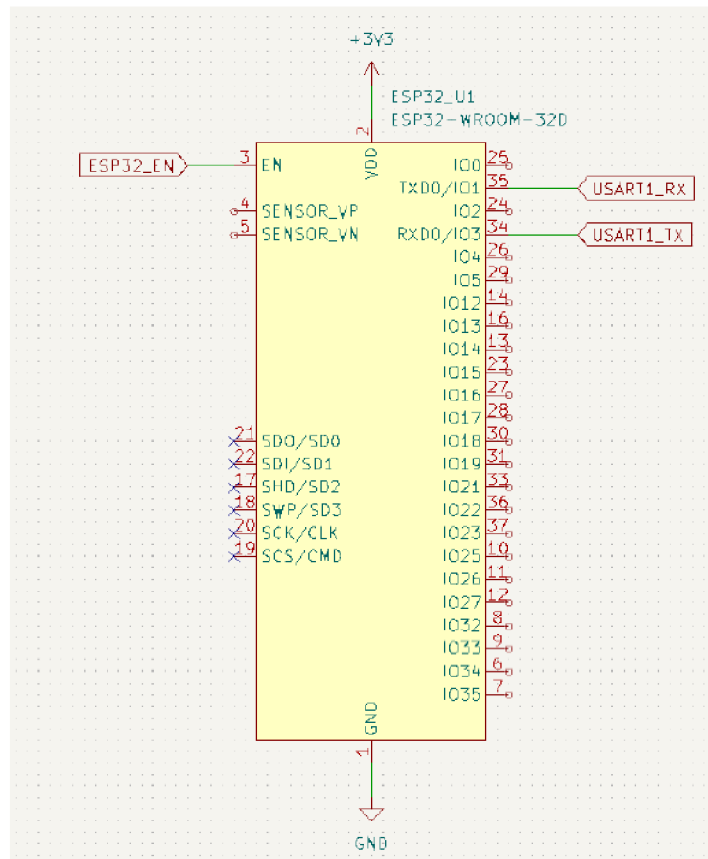 +3V3
ESP32_U1
ESP32-WROOM-32D
2
VDD
ESP32_EN 3 EN
IO0 25
TXD0/IO1 35 USART1_RX
4 SENSOR_VP IO2 24
5 SENSOR_VN RXD0/IO3 34 USART1_TX
IO4 26
IO5 29
IO12 14
IO13 16
IO14 13
IO15 23
IO16 27
IO17 28
21 SDO/SD0 IO18 30
22 SDI/SD1 IO19 31
17 SHD/SD2 IO21 33
18 SWP/SD3 IO22 36
20 SCK/CLK IO23 37
19 SCS/CMD IO25 10
IO26 11
IO27 12
IO32 8
IO33 9
IO34 6
IO35 7
GND
1
GND